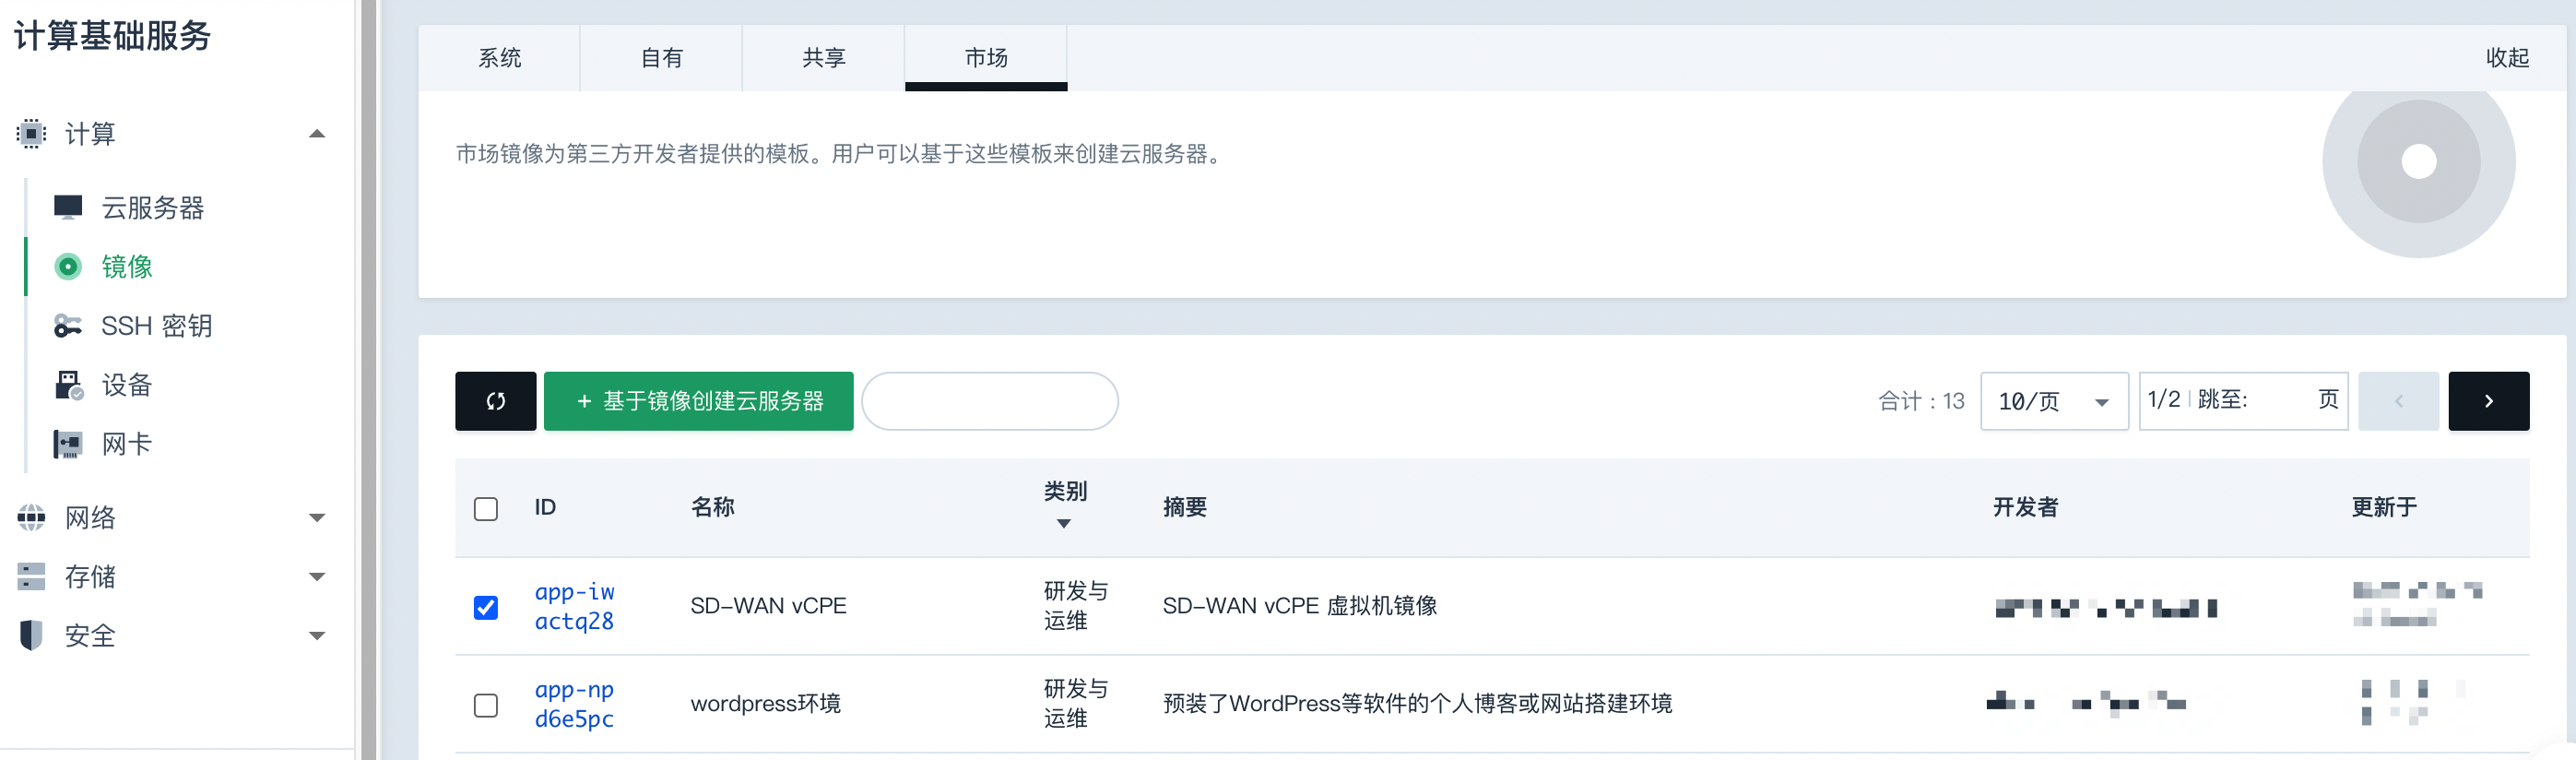 计算基础服务
计算
云服务器
镜像
SSH 密钥
设备
网卡
网络
存储
安全
系统
自有
共享
市场
收起
市场镜像为第三方开发者提供的模板。用户可以基于这些模板来创建云服务器。
+ 基于镜像创建云服务器
合计：13
10/页
1/2
跳至:
页
ID
名称
类别
摘要
开发者
更新于
app-iw
actq28
SD-WAN vCPE
研发与
运维
SD-WAN vCPE 虚拟机镜像
app-np
d6e5pc
wordpress环境
研发与
运维
预装了WordPress等软件的个人博客或网站搭建环境